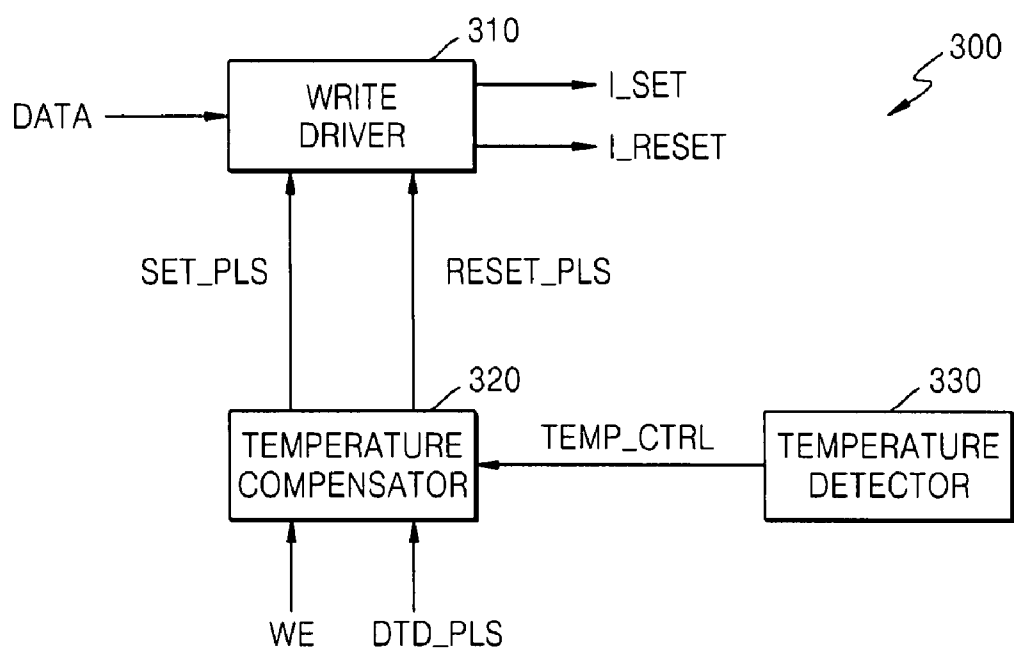 310
300
WRITE
DRIVER
DATA
I_SET
I_RESET
SET_PLS
RESET_PLS
320
330
TEMPERATURE
COMPENSATOR
TEMP_CTRL
TEMPERATURE
DETECTOR
WE
DTD_PLS